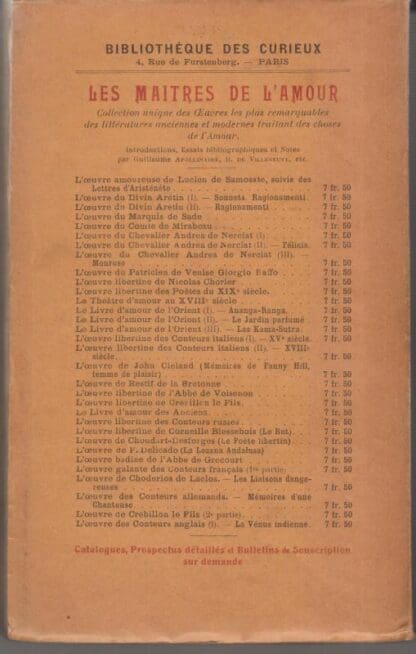 BIBLIOTHÈQUE DES CURIEUX
4, Rue de Furstenberg. — PARIS
LES MAITRES DE L'AMOUR
Collection unique des Œuvres les plus remarquables
des littératures anciennes et modernes traitant des choses
de l'Amour.
Introductions, Essais bibliographiques et Notes
par Guillaume APOLLINAIRE, B. DE VILLENEUVE, etc.
L'œuvre amoureuse de Lucien de Samosate, suivie des
Lettres d'Aristénète . . . 7 fr. 50
L'œuvre du Divin Arétin (I). — Sonnets. Ragionamenti. 7 fr. 50
L'œuvre du Divin Arétin (II). — Ragionamenti . . . 7 fr. 50
L'œuvre du Marquis de Sade . . . 7 fr. 50
L'œuvre du Comte de Mirabeau . . . 7 fr. 50
L'œuvre du Chevalier Andrea de Nerciat (I). . . . 7 fr. 50
L'œuvre du Chevalier Andrea de Nerciat (II). — Félicia. 7 fr. 50
L'œuvre du Chevalier Andrea de Nerciat (III). —
Monrose . . . 7 fr. 50
L'œuvre du Patricien de Venise Giorgio Baffo . . . 7 fr. 50
L'œuvre libertine de Nicolas Chorier . . . 7 fr. 50
L'œuvre libertine des Poètes du XIXe siècle. . . . 7 fr. 50
Le Théâtre d'amour au XVIIIe siècle . . . 7 fr. 50
Le Livre d'amour de l'Orient (I). — Ananga-Ranga. 7 fr. 50
Le Livre d'amour de l'Orient (II). — Le Jardin parfumé 7 fr. 50
Le Livre d'amour de l'Orient (III). — Les Kama-Sutra. 7 fr. 50
L'œuvre libertine des Conteurs italiens (I). — XVe siècle. 7 fr. 50
L'œuvre libertine des Conteurs italiens (II). — XVIIIe
siècle. . . . 7 fr. 50
L'œuvre de John Cleland (Mémoires de Fanny Hill,
femme de plaisir) . . . 7 fr. 50
L'œuvre de Restif de la Bretonne . . . 7 fr. 50
L'œuvre libertine de l'Abbé de Voisenon . . . 7 fr. 50
L'œuvre libertine de Crébillon le Fils. . . . 7 fr. 50
Le Livre d'amour des Anciens. . . . 7 fr. 50
L'œuvre libertine des Conteurs russes . . . 7 fr. 50
L'œuvre libertine de Corneille Blessebois (Le Rut). 7 fr. 50
L'œuvre de Choudart-Desforges (Le Poète libertin) . 7 fr. 50
L'œuvre de F. Delicado (La Lozana Andaluza) . . 7 fr. 50
L'œuvre badine de l'Abbé de Grécourt . . . 7 fr. 50
L'œuvre galante des Conteurs français (1re partie) 7 fr. 50
L'œuvre de Choderlos de Laclos. — Les Liaisons dange-
reuses . . . 7 fr. 50
L'œuvre des Conteurs allemands. — Mémoires d'une
Chanteuse . . . 7 fr. 50
L'œuvre de Crébillon le Fils (2e partie) . . . 7 fr. 50
L'œuvre des Conteurs anglais (I). — La Vénus indienne. 7 fr. 50
Catalogues, Prospectus détaillés et Bulletins de Souscription
sur demande